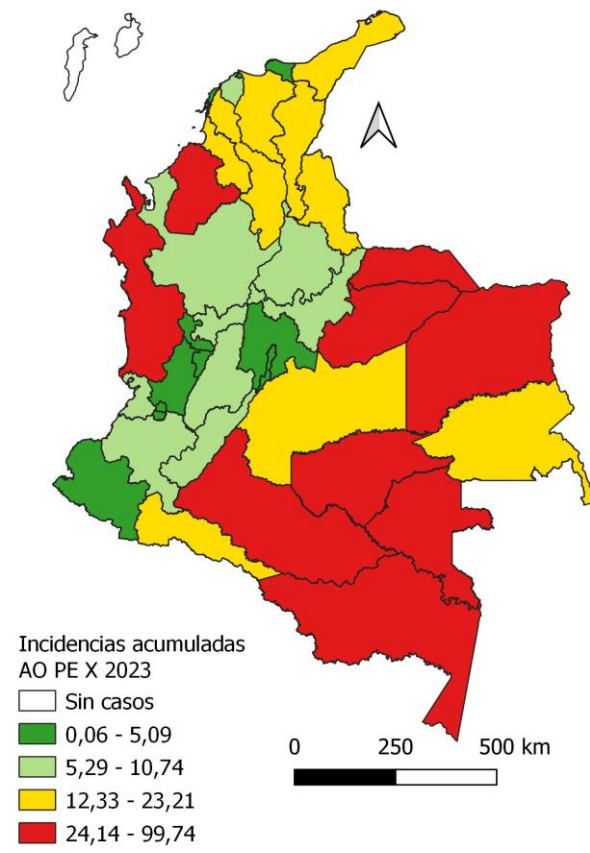 Incidencias acumuladas
AO PE X 2023
Sin casos
0,06 - 5,09
5,29 - 10,74
12,33 - 23,21
24,14 - 99,74
0 250 500 km